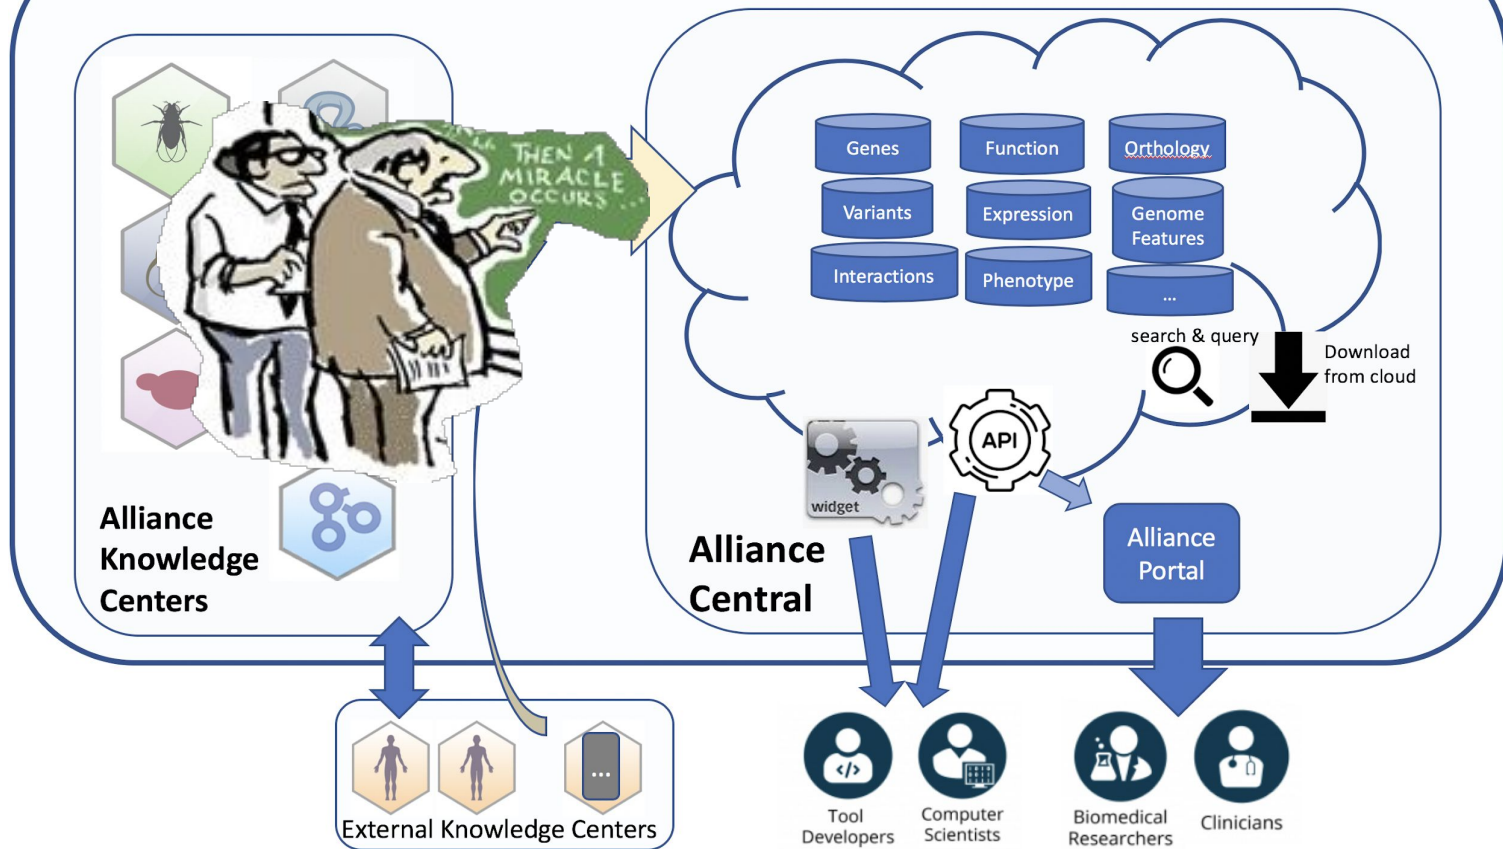 THEN A
MIRACLE
OCCURS...
Genes
Function
Orthology
Variants
Expression
Genome
Features
Interactions
Phenotype
...
search & query
Download
from cloud
API
widget
Alliance
Knowledge
Centers
Alliance
Central
Alliance
Portal
...
External Knowledge Centers
Tool
Developers
Computer
Scientists
Biomedical
Researchers
Clinicians